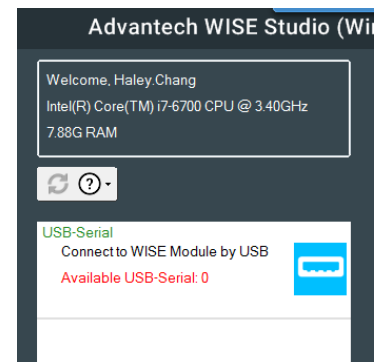 Advantech WISE Studio (Wi
Welcome, Haley.Chang
Intel(R) Core(TM) i7-6700 CPU @ 3.40GHz
7.88G RAM
?
USB-Serial
Connect to WISE Module by USB
Available USB-Serial: 0